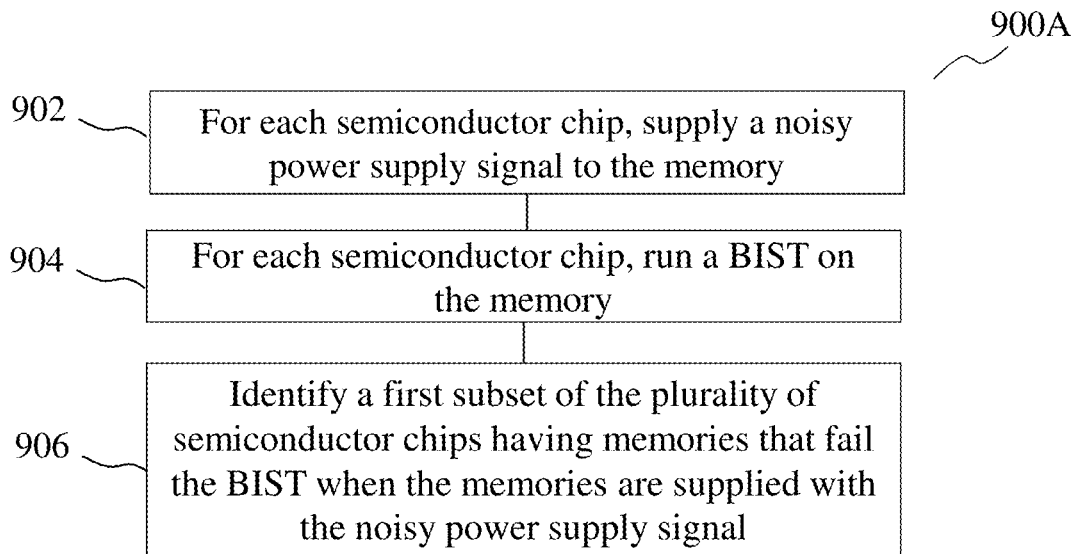 900A
902
For each semiconductor chip, supply a noisy
power supply signal to the memory
904
For each semiconductor chip, run a BIST on
the memory
906
Identify a first subset of the plurality of
semiconductor chips having memories that fail
the BIST when the memories are supplied with
the noisy power supply signal